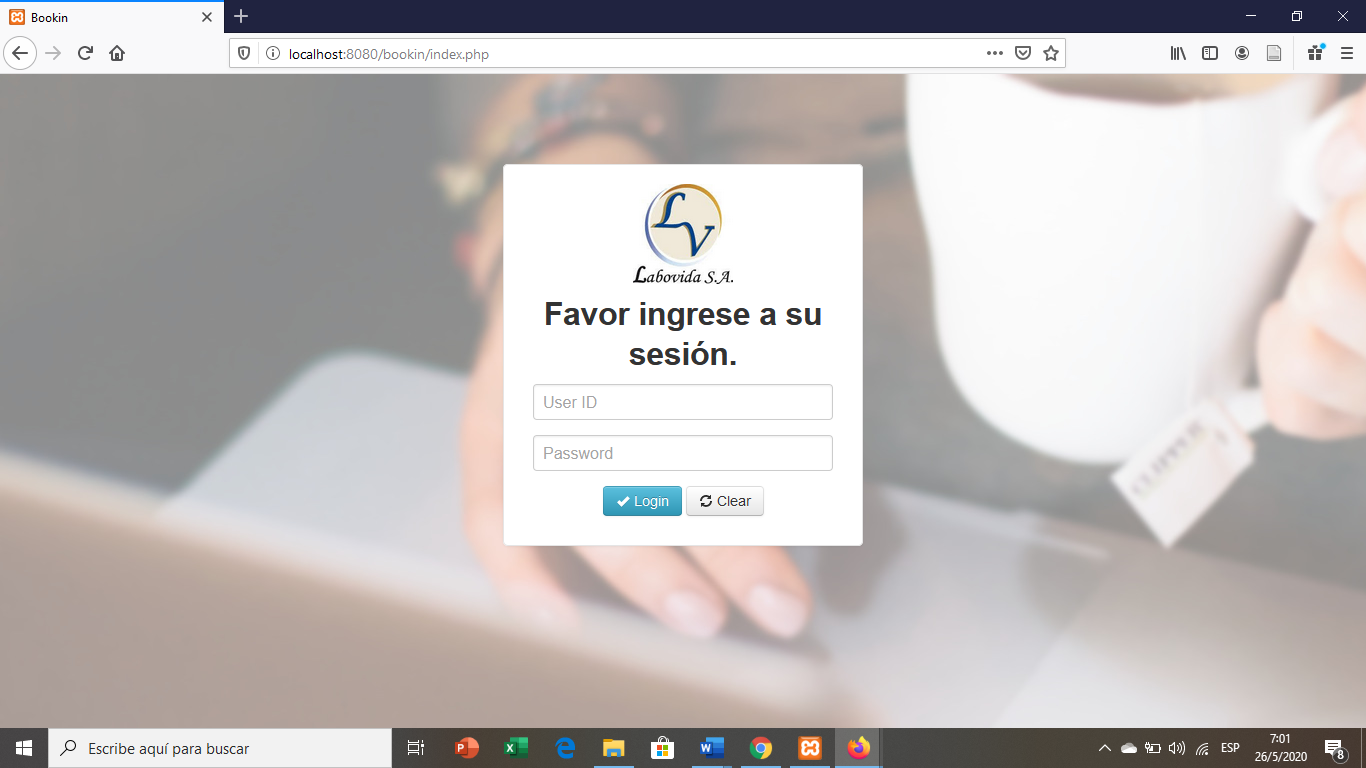 Bookin
localhost:8080/bookin/index.php
LV
Labovida S.A.
Favor ingrese a su
sesión.
User ID
Password
Login Clear
CLIPPER
Escribe aquí para buscar
ESP
7:01
26/5/2020
8